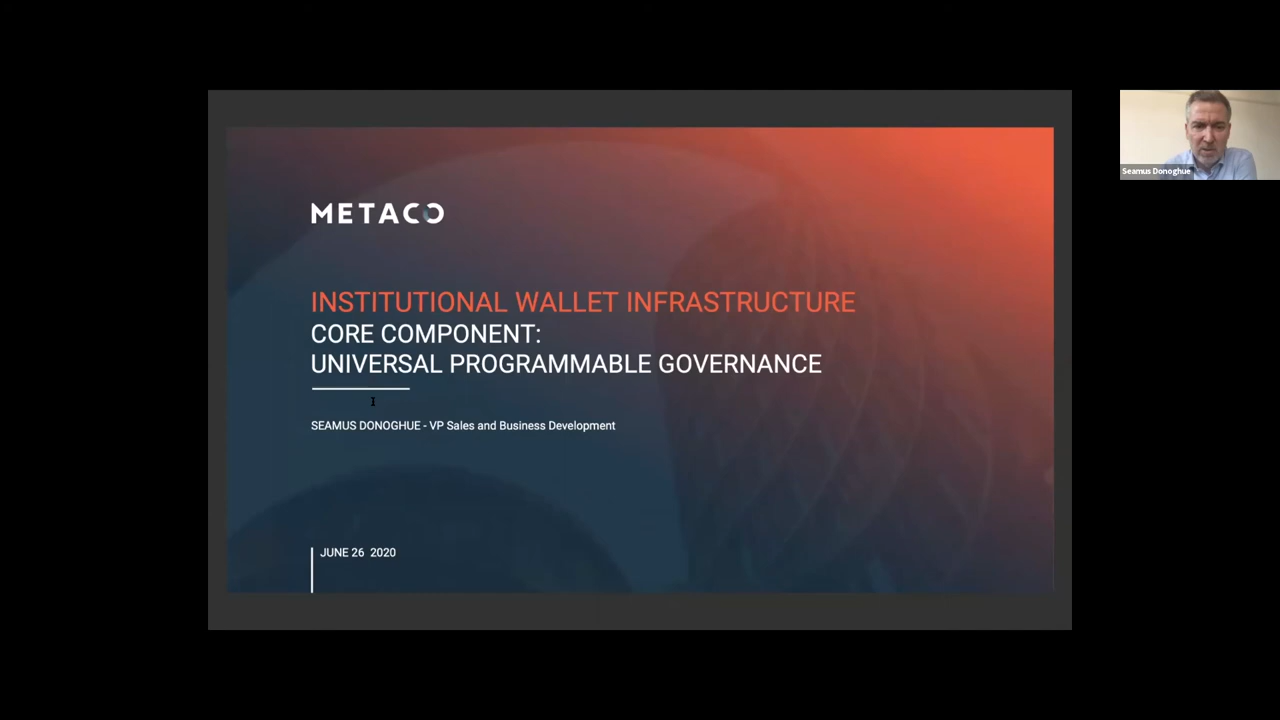 METACO
INSTITUTIONAL WALLET INFRASTRUCTURE
CORE COMPONENT:
UNIVERSAL PROGRAMMABLE GOVERNANCE
SEAMUS DONOGHUE - VP Sales and Business Development
JUNE 26 2020
Seamus Donoghue